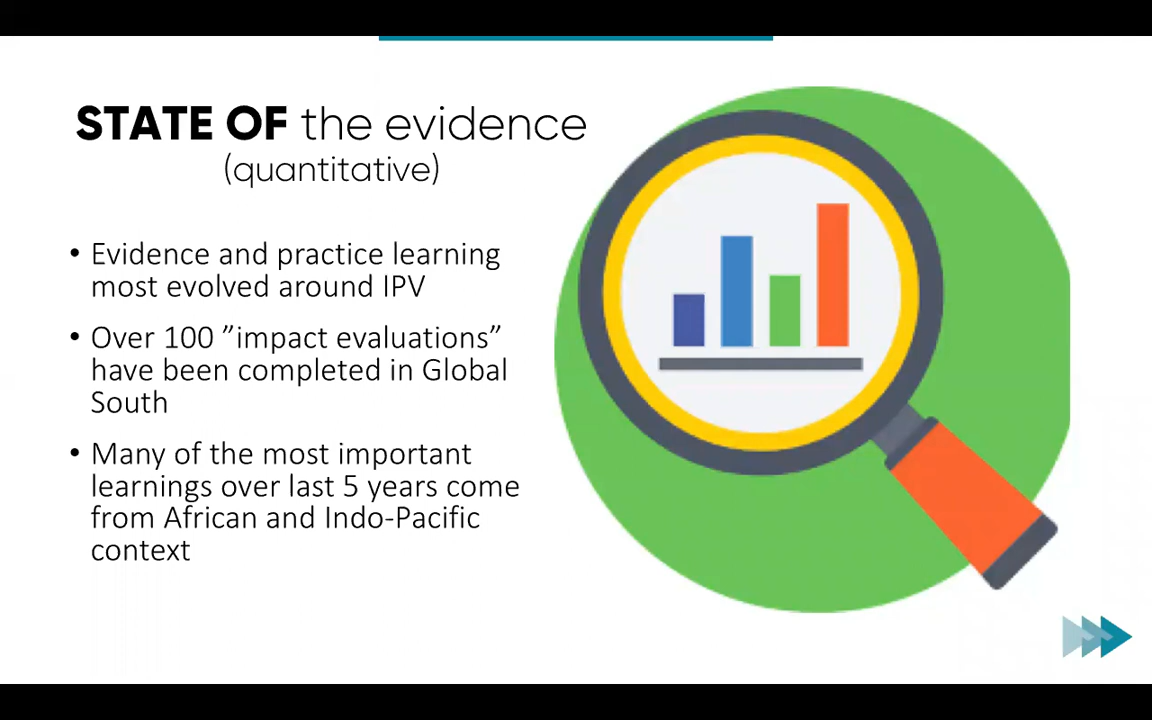 STATE OF the evidence
(quantitative)
• Evidence and practice learning
most evolved around IPV
• Over 100 ”impact evaluations”
have been completed in Global
South
• Many of the most important
learnings over last 5 years come
from African and Indo-Pacific
context